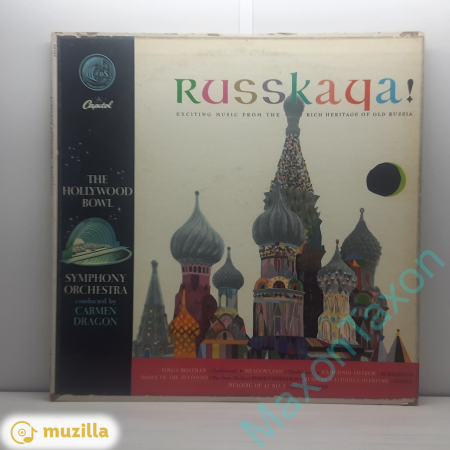 Capitol
RUSSKAYA!
EXCITING MUSIC FROM THE RICH HERITAGE OF OLD RUSSIA
THE
HOLLYWOOD
BOWL
SYMPHONY
ORCHESTRA
conducted by
CARMEN
DRAGON
MaxonTaxon
muzilla